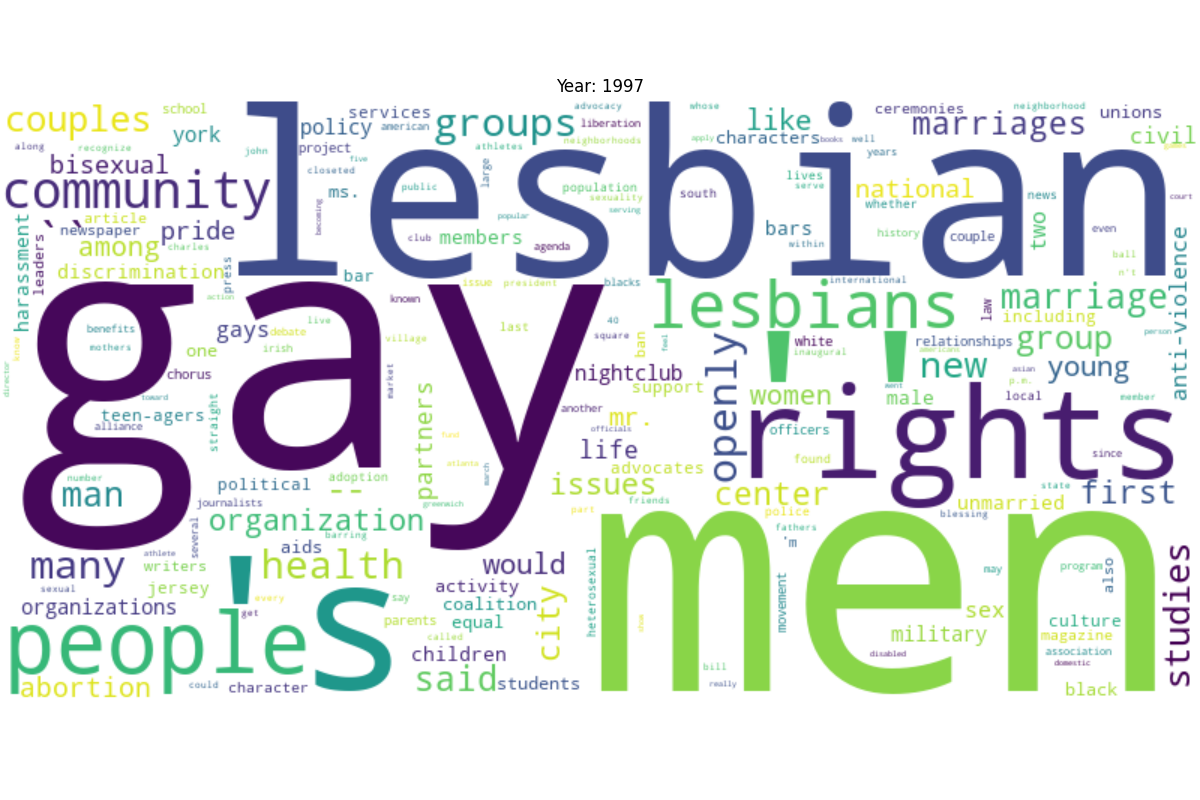 Year: 1997
couples
school
york
lesbian
services
policy
american
project
groups
advocacy
liberation
neighborhoods
whose
like
characters
apply
books
well
ceremonies
marriages
neighborhood
unions
civil
along
recognize
john
five
closeted
athletes
large
years
bisexual
community
ms.
public
population
sexuality
serving
south
lives
serve
national
whether
news
court
article
newspaper
pride
becoming
popular
club
members
agenda
bars
within
history
couple
two
even
harassment
leaders
``
among
charles
discrimination
press
bar
issue
president
blacks
international
ball
n't
gay
action
known
lesbians
law
marriage
including
anti-violence
benefits
mothers
gays
debate
live
irish
village
last
40
square
ban
feel
''
white
inaugural
relationships
americans
group
person
know
director
one
chorus
market
nightclub
support
openly
new
went
asian
p.m.
young
toward
teen-agers
alliance
straight
partners
another
mr.
officials
women
male
rights
local
member
officers
life
advocates
found
since
number
man
political
adoption
--
fund
atlanta
march
issues
center
state
first
journalists
greenwich
friends
part
police
unmarried
blessing
organization
several
barring
fathers
'm
men
many
athlete
writers
aids
health
would
heterosexual
movement
may
program
also
studies
sexual
jersey
every
activity
coalition
city
organizations
's
get
say
parents
equal
sex
culture
people
called
military
magazine
association
children
disabled
domestic
abortion
could
character
said
students
bill
really
black